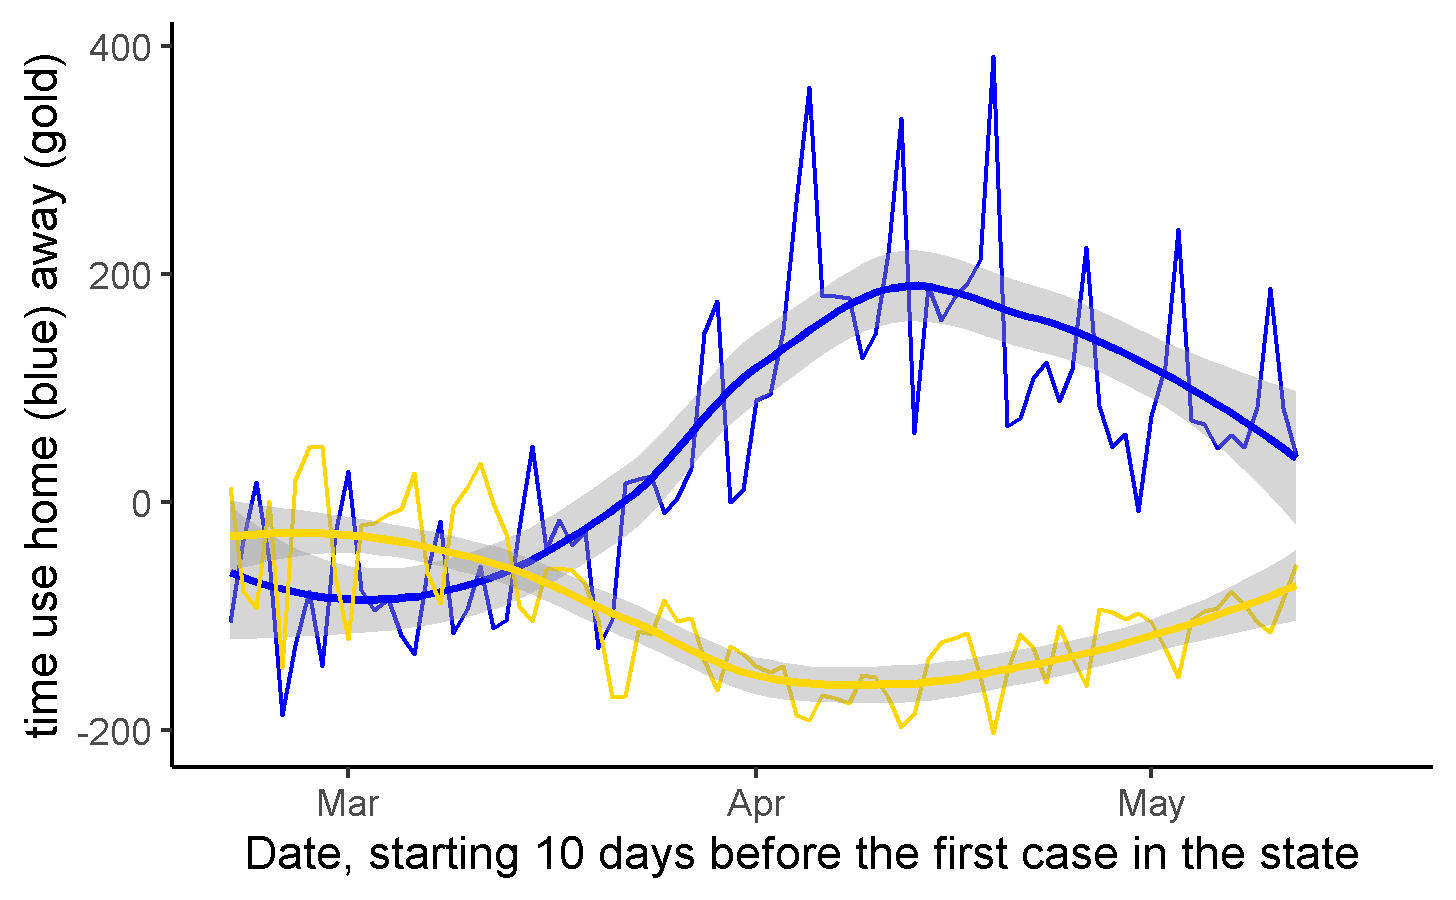 time use home (blue) away (gold)
400
200
0
-200
Mar
Apr
May
Date, starting 10 days before the first case in the state